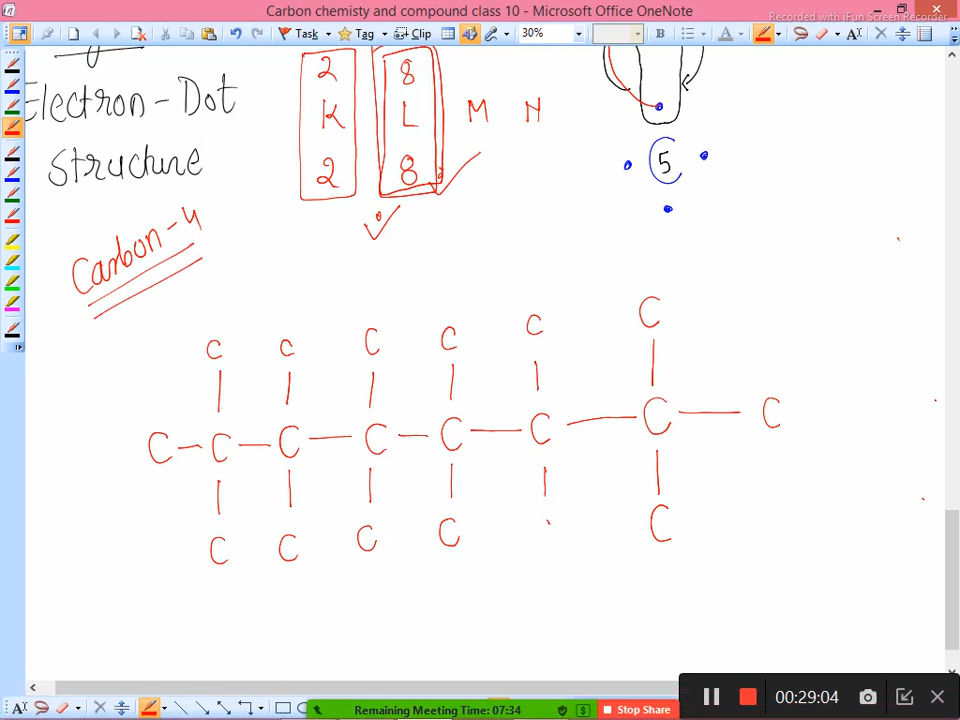 Carbon chemisty and compound class 10 - Microsoft Office OneNote
Recorded with iFun Screen Recorder
Task
Tag
Clip
30%
B
A
Electron-Dot
Structure
2 8
K L M N
2 8
5
Carbon-4
C C C C C C
C-C-C-C-C-C-C-C
C C C C C
Remaining Meeting Time: 07:34
Stop Share
00:29:04